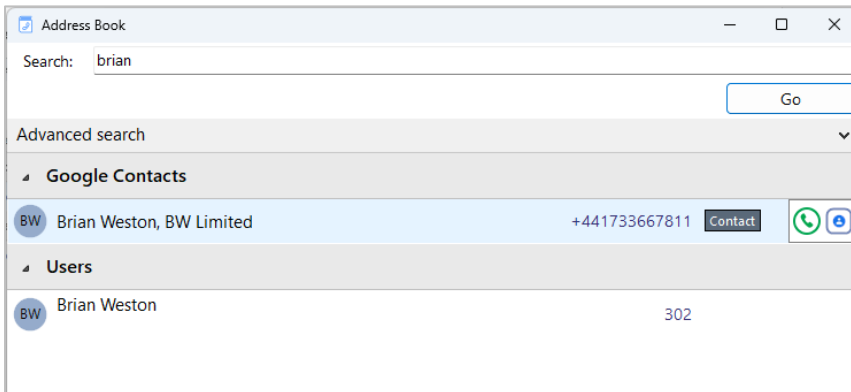 Address Book
Search: brian
Go
Advanced search
Google Contacts
BW Brian Weston, BW Limited +441733667811 Contact
Users
BW Brian Weston 302